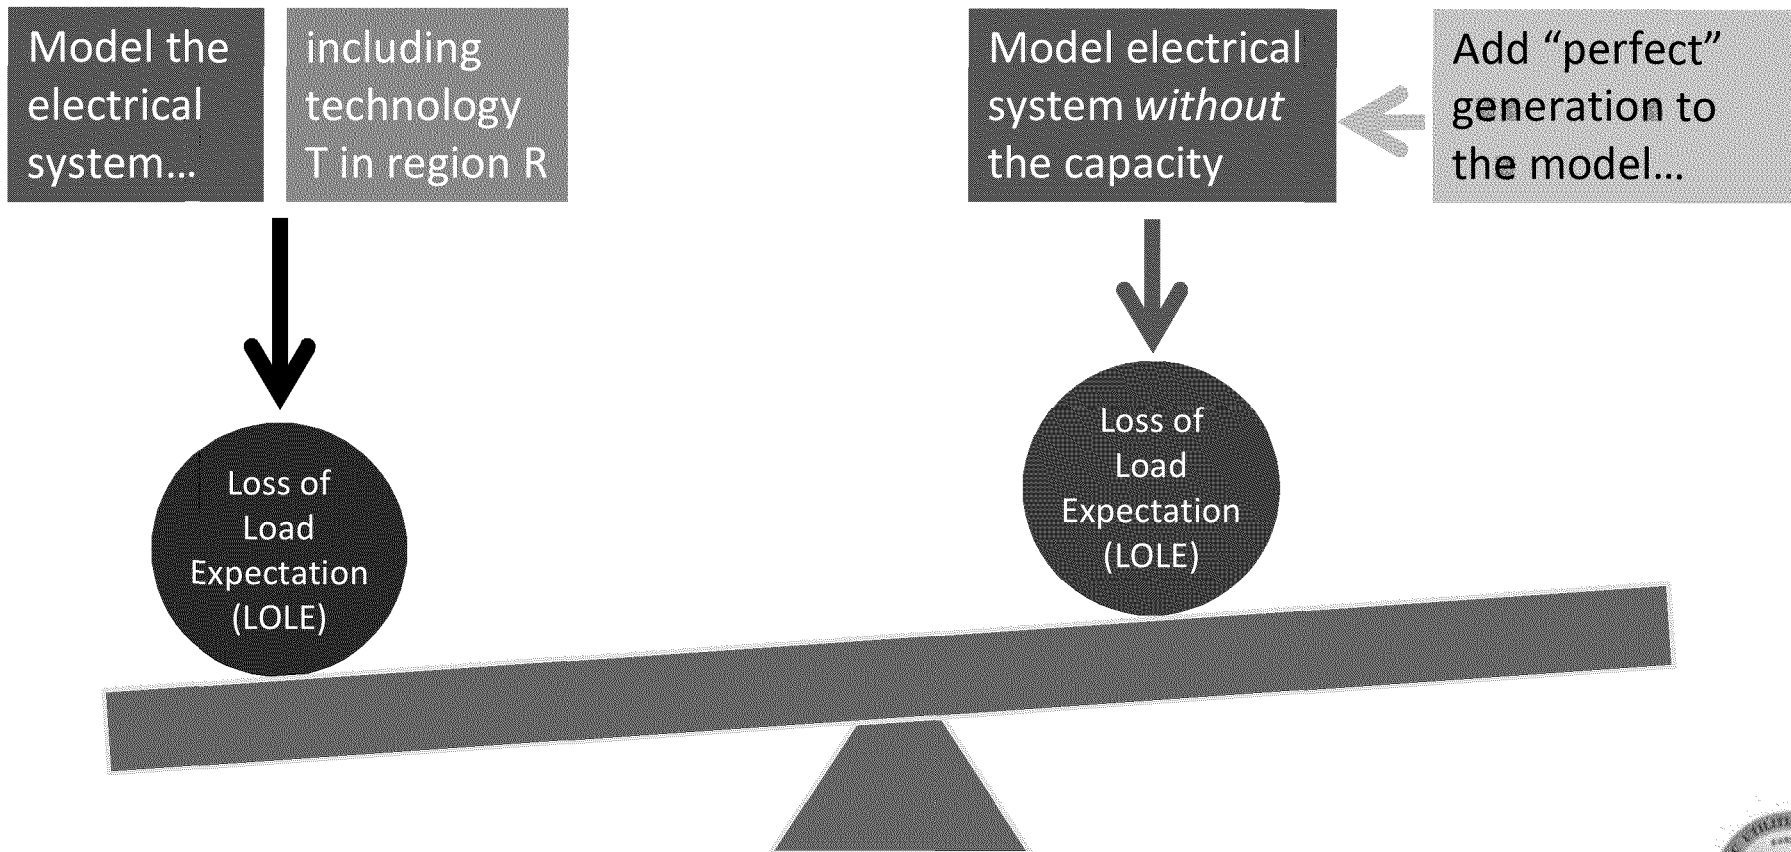 Model the
electrical
system…
including
technology
T in region R
Model electrical
system without
the capacity
Add “perfect”
generation to
the model…
Loss of
Load
Expectation
(LOLE)
Loss of
Load
Expectation
(LOLE)